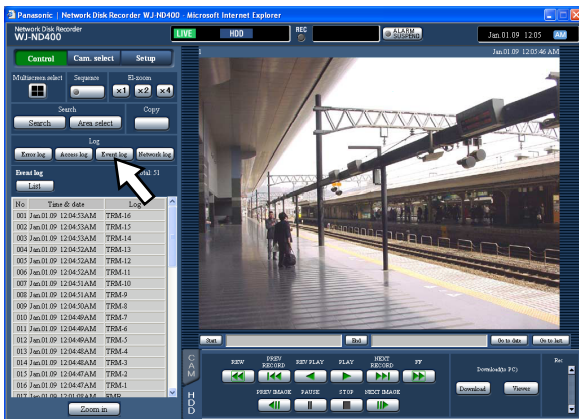 Panasonic | Network Disk Recorder WJ-ND400 - Microsoft Internet Explorer
Network Disk Recorder
WJ-ND400
LIVE
HDD
REC
ALARM
SUSPEND
Jan.01.09 12:05
AM
Control
Cam. select
Setup
Jan.01.09 12:05:46 AM
Multiscreen select
Sequence
El-zoom
x1
x2
x4
Search
Copy
Search
Area select
Log
Error log
Access log
Event log
Network log
Event log
Total 51
List
No Time & date Log
001 Jan.01.09 12:04:53AM TRM-16
002 Jan.01.09 12:04:53AM TRM-15
003 Jan.01.09 12:04:53AM TRM-14
004 Jan.01.09 12:04:52AM TRM-13
005 Jan.01.09 12:04:52AM TRM-12
006 Jan.01.09 12:04:52AM TRM-11
007 Jan.01.09 12:04:51AM TRM-10
008 Jan.01.09 12:04:51AM TRM-9
009 Jan.01.09 12:04:50AM TRM-8
010 Jan.01.09 12:04:49AM TRM-7
011 Jan.01.09 12:04:49AM TRM-6
012 Jan.01.09 12:04:49AM TRM-5
013 Jan.01.09 12:04:48AM TRM-4
014 Jan.01.09 12:04:48AM TRM-3
015 Jan.01.09 12:04:47AM TRM-2
016 Jan.01.09 12:04:47AM TRM-1
017 Jan.01.09 12:01:08AM EMR
Zoom in
Start
End
Go to date
Go to last
CAM
HDD
REW
PREV RECORD
REV PLAY
PLAY
NEXT RECORD
FF
PREV IMAGE
PAUSE
STOP
NEXT IMAGE
Download(to PC)
Download
Viewer
Rec